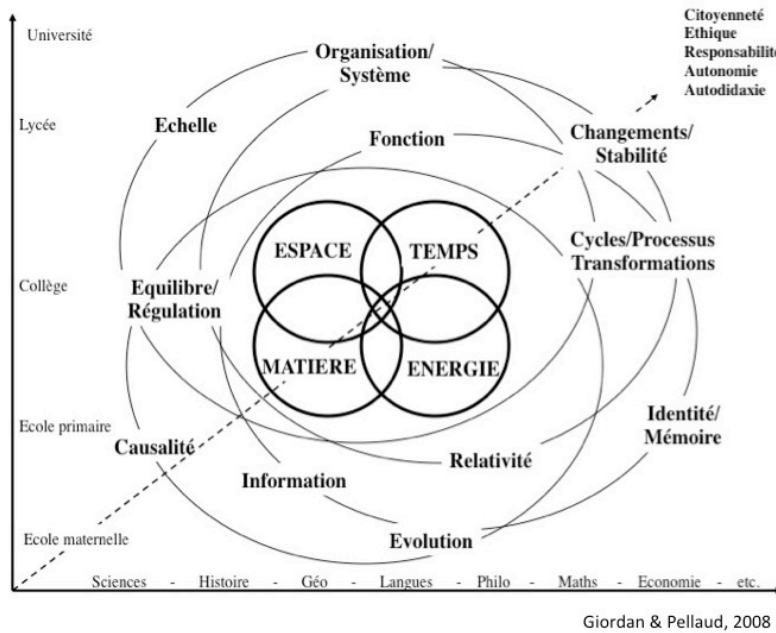 Université
Citoyenneté
Ethique
Responsabilité
Autonomie
Autodidaxie
Organisation/
Système
Lycée
Echelle
Fonction
Changements/
Stabilité
ESPACE
TEMPS
Cycles/Processus
Transformations
Collège
Equilibre/
Régulation
MATIERE
ENERGIE
Identité/
Mémoire
Ecole primaire
Causalité
Relativité
Information
Ecole maternelle
Evolution
Sciences - Histoire - Géo - Langues - Philo - Maths - Economie - etc.
Giordan & Pellaud, 2008